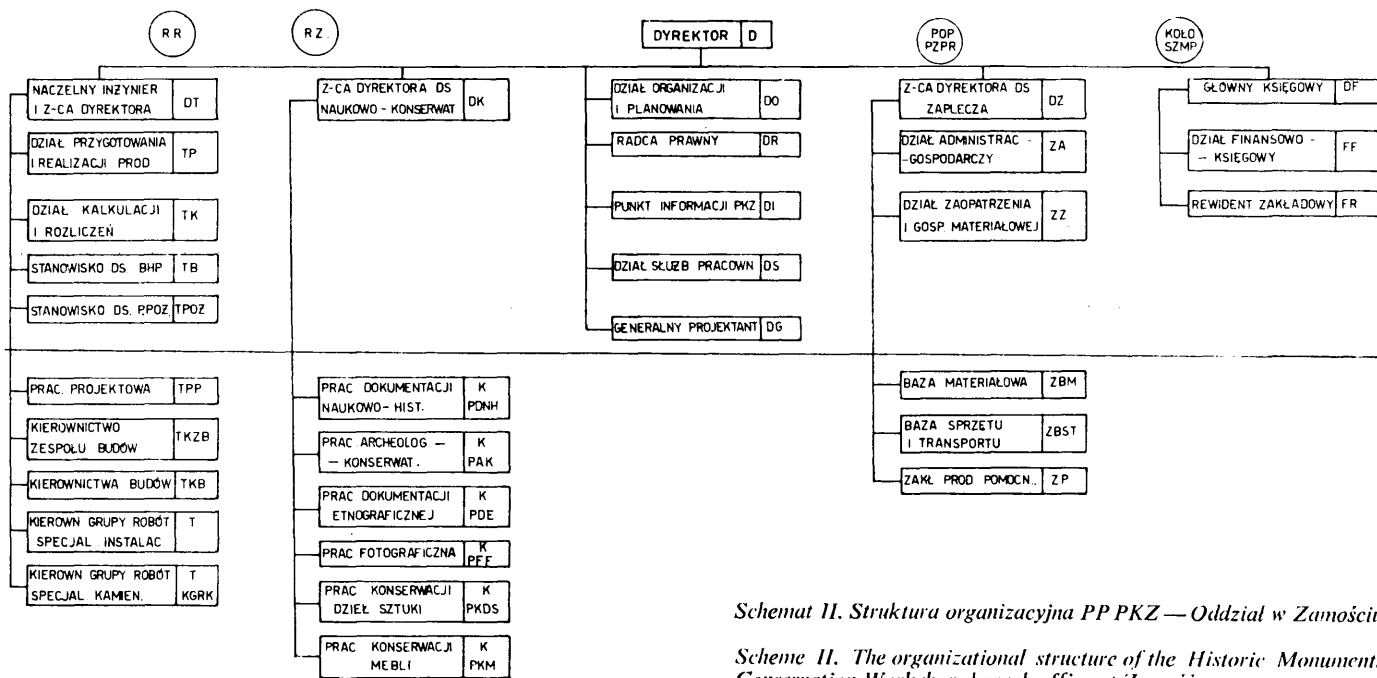 RR
RZ.
DYREKTOR D
POP
PZPR
KOŁO
SZMP
NACZELNY INŻYNIER
I Z-CA DYREKTORA DT
DZIAŁ PRZYGOTOWANIA
I REALIZACJI PROD TP
DZIAŁ KALKULACJI
I ROZLICZEŃ TK
STANOWISKO DS. BHP TB
STANOWISKO DS. P.POŻ. TPOŻ
PRAC. PROJEKTOWA TPP
KIEROWNICTWO
ZESPOŁU BUDÓW TKZB
KIEROWNICTWA BUDÓW TKB
KIEROWN GRUPY ROBÓT T
SPECJAL INSTALAC
KIEROWN GRUPY ROBÓT T
SPECJAL. KAMIEN. KGRK
Z-CA DYREKTORA DS
NAUKOWO - KONSERWAT DK
PRAC DOKUMENTACJI K
NAUKOWO - HIST. PDNH
PRAC ARCHEOLOG — K
— KONSERWAT. PAK
PRAC DOKUMENTACJI K
ETNOGRAFICZNEJ PDE
PRAC FOTOGRAFICZNA K
PFF
PRAC KONSERWACJI K
DZIEŁ SZTUKI PKDS
PRAC KONSERWACJI K
MEBLI PKM
DZIAŁ ORGANIZACJI
I PLANOWANIA DO
RADCA PRAWNY DR
PUNKT INFORMACJI PKZ DI
DZIAŁ SŁUŻB PRACOWN DS
GENERALNY PROJEKTANT DG
Z-CA DYREKTORA DS
ZAPLECZA DZ
DZIAŁ ADMINISTRAC -
- GOSPODARCZY ZA
DZIAŁ ZAOPATRZENIA
I GOSP. MATERIAŁOWEJ ZZ
BAZA MATERIAŁOWA ZBM
BAZA SPRZĘTU
I TRANSPORTU ZBST
ZAKŁ PROD POMOCN.. ZP
GŁÓWNY KSIĘGOWY DF
DZIAŁ FINANSOWO -
- KSIĘGOWY FF
REWIDENT ZAKŁADOWY FR
Schemat II. Struktura organizacyjna PP PKZ — Oddział w Zamościu
Scheme II. The organizational structure of the Historic Monument